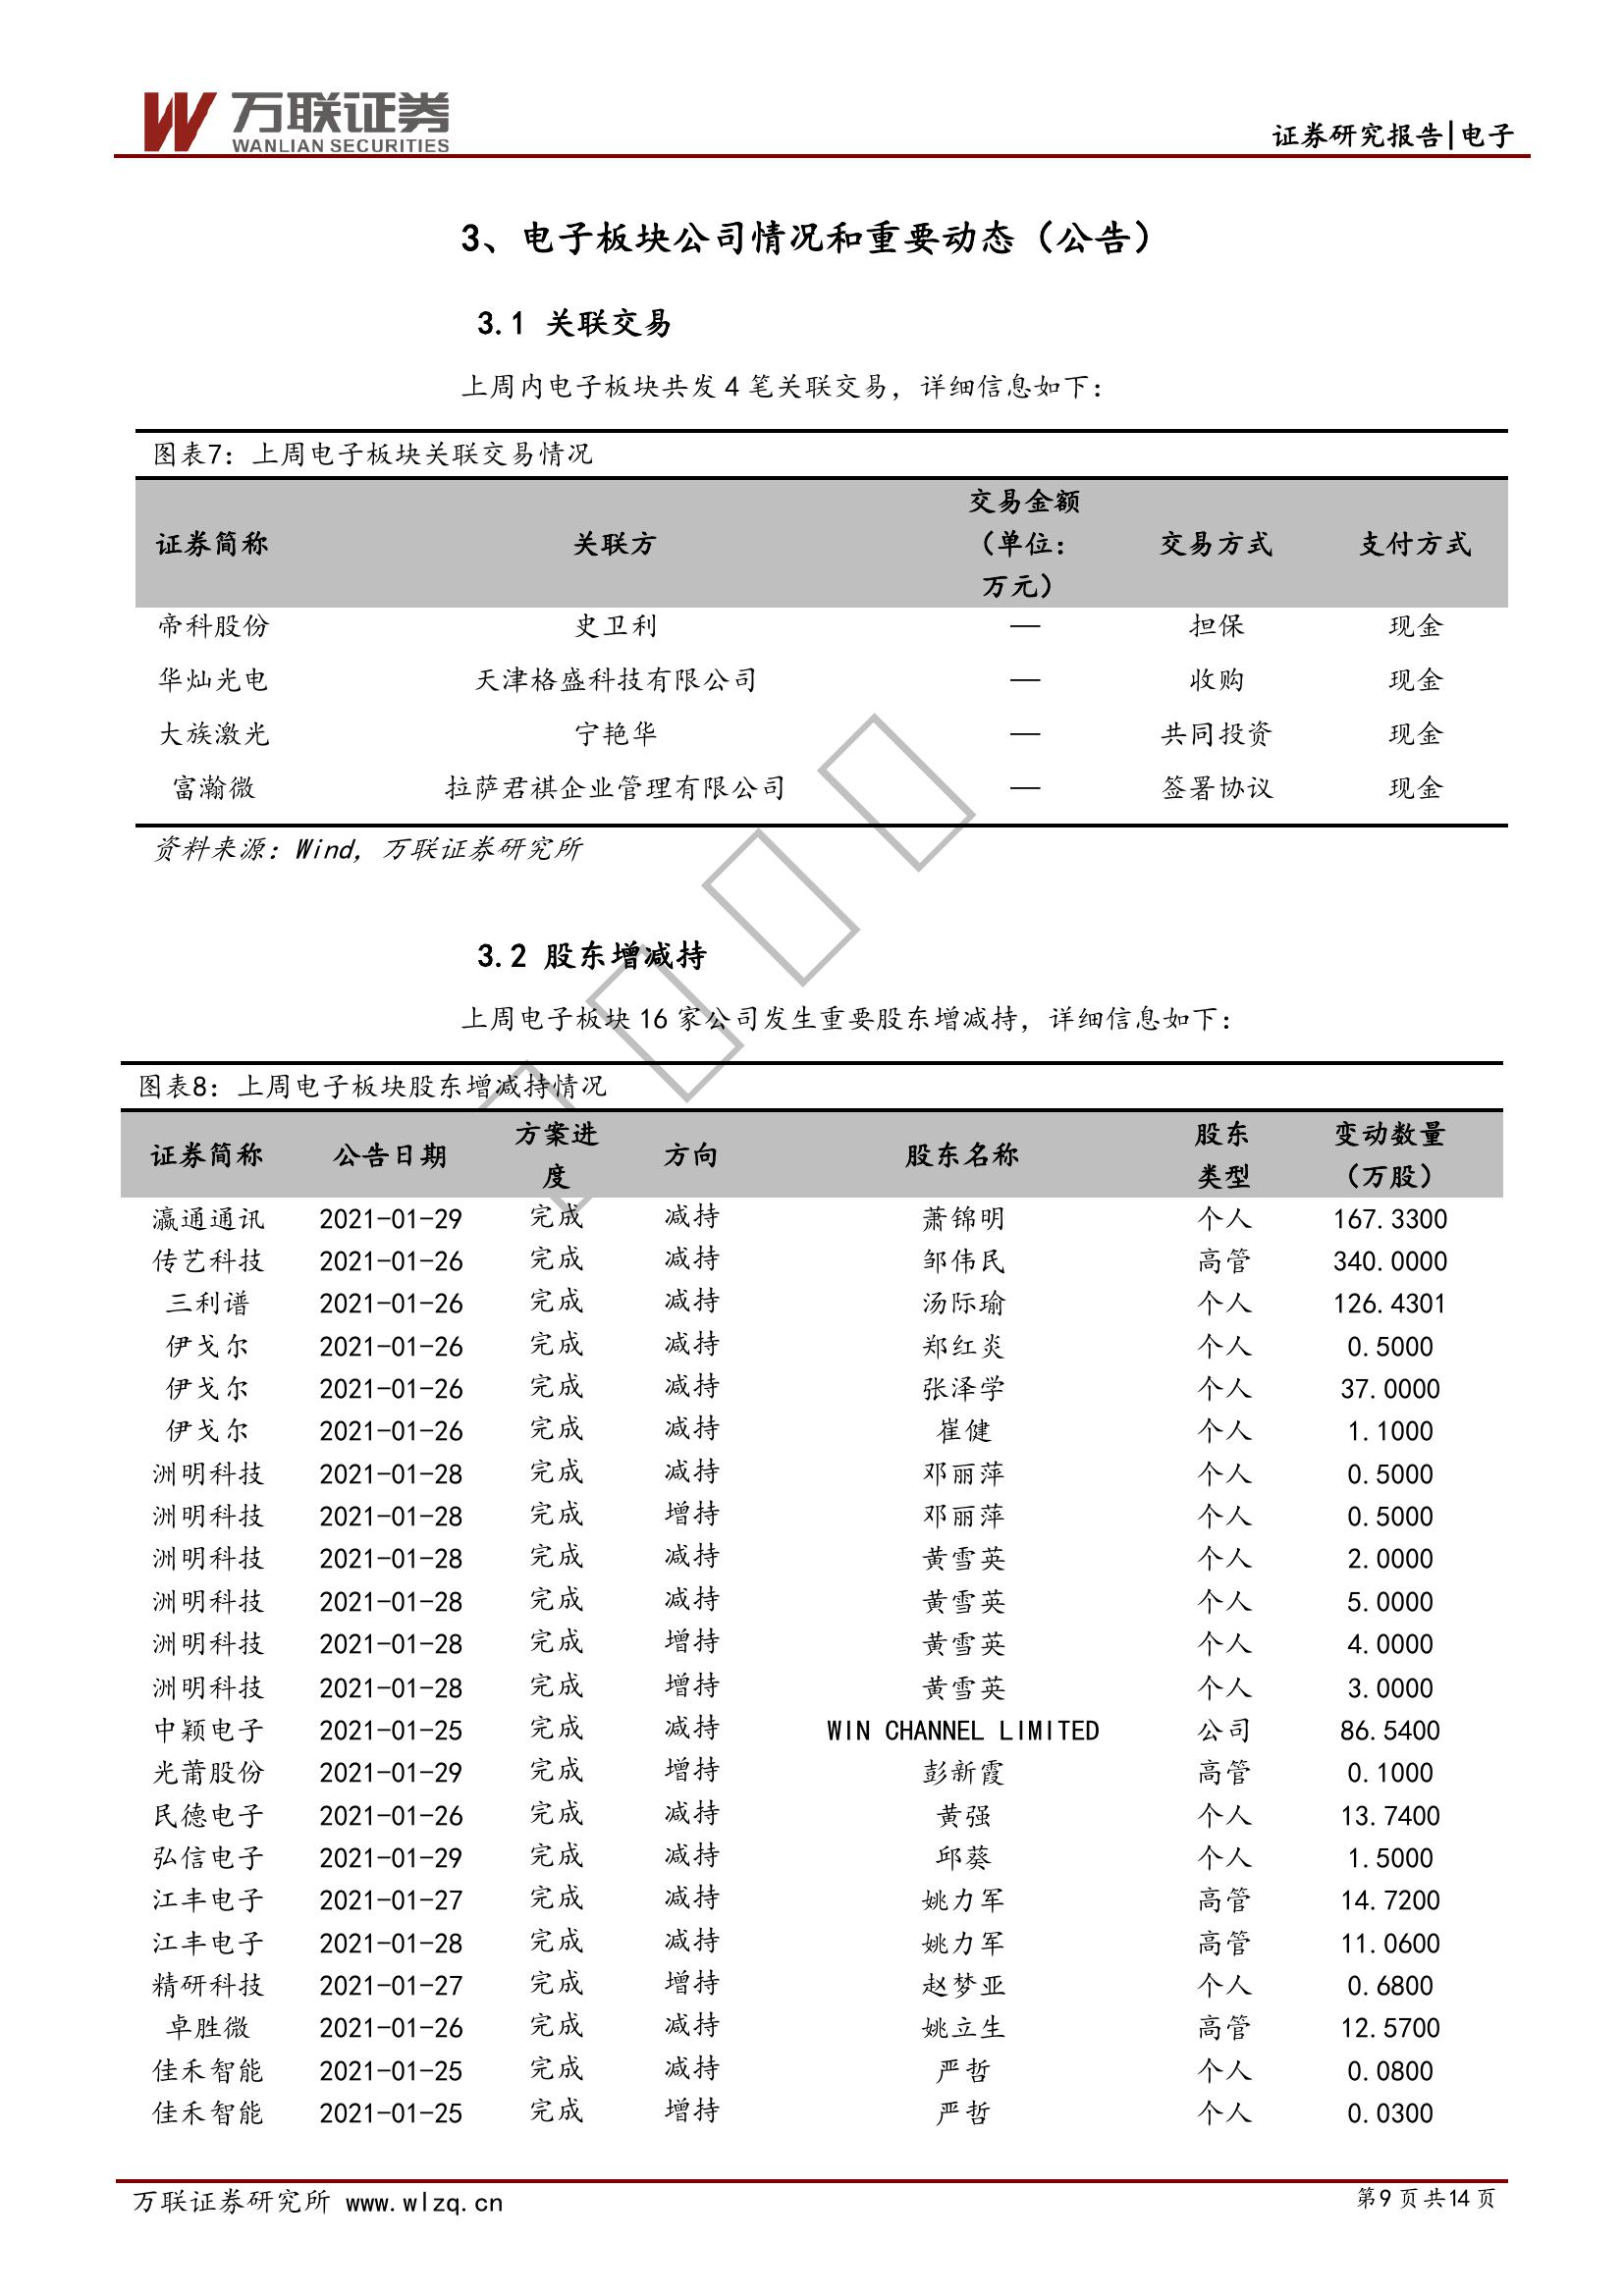 万联证券
WANLIAN SECURITIES
证券研究报告|电子
3、电子板块公司情况和重要动态（公告）
3.1 关联交易
上周内电子板块共发 4 笔关联交易，详细信息如下：
图表7：上周电子板块关联交易情况
证券简称 关联方 交易金额（单位：万元） 交易方式 支付方式
帝科股份 史卫利 — 担保 现金
华灿光电 天津格盛科技有限公司 — 收购 现金
大族激光 宁艳华 — 共同投资 现金
富瀚微 拉萨君祺企业管理有限公司 — 签署协议 现金
资料来源：Wind，万联证券研究所
3.2 股东增减持
上周电子板块 16 家公司发生重要股东增减持，详细信息如下：
图表8：上周电子板块股东增减持情况
证券简称 公告日期 方案进度 方向 股东名称 股东类型 变动数量（万股）
瀛通通讯 2021-01-29 完成 减持 萧锦明 个人 167.3300
传艺科技 2021-01-26 完成 减持 邹伟民 高管 340.0000
三利谱 2021-01-26 完成 减持 汤际瑜 个人 126.4301
伊戈尔 2021-01-26 完成 减持 郑红炎 个人 0.5000
伊戈尔 2021-01-26 完成 减持 张泽学 个人 37.0000
伊戈尔 2021-01-26 完成 减持 崔健 个人 1.1000
洲明科技 2021-01-28 完成 减持 邓丽萍 个人 0.5000
洲明科技 2021-01-28 完成 增持 邓丽萍 个人 0.5000
洲明科技 2021-01-28 完成 减持 黄雪英 个人 2.0000
洲明科技 2021-01-28 完成 减持 黄雪英 个人 5.0000
洲明科技 2021-01-28 完成 增持 黄雪英 个人 4.0000
洲明科技 2021-01-28 完成 增持 黄雪英 个人 3.0000
中颖电子 2021-01-25 完成 减持 WIN CHANNEL LIMITED 公司 86.5400
光莆股份 2021-01-29 完成 增持 彭新霞 高管 0.1000
民德电子 2021-01-26 完成 减持 黄强 个人 13.7400
弘信电子 2021-01-29 完成 减持 邱葵 个人 1.5000
江丰电子 2021-01-27 完成 减持 姚力军 高管 14.7200
江丰电子 2021-01-28 完成 减持 姚力军 高管 11.0600
精研科技 2021-01-27 完成 增持 赵梦亚 个人 0.6800
卓胜微 2021-01-26 完成 减持 姚立生 高管 12.5700
佳禾智能 2021-01-25 完成 减持 严哲 个人 0.0800
佳禾智能 2021-01-25 完成 增持 严哲 个人 0.0300
万联证券研究所 www.wlzq.cn 第9页共14页